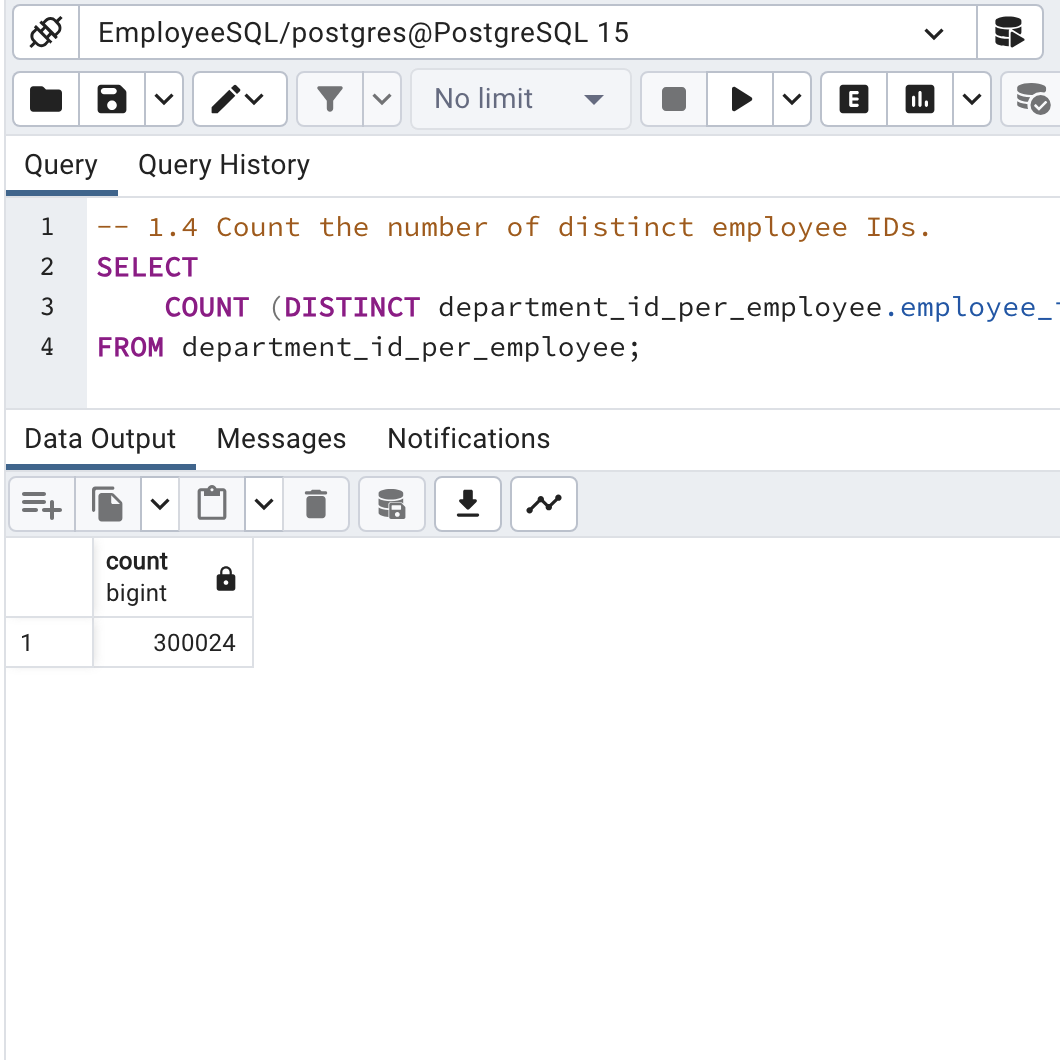 EmployeeSQL/postgres@PostgreSQL 15
No limit
E
Query Query History
1 -- 1.4 Count the number of distinct employee IDs.
2 SELECT
3 COUNT (DISTINCT department_id_per_employee.employee_
4 FROM department_id_per_employee;
Data Output Messages Notifications
count
bigint
1 300024